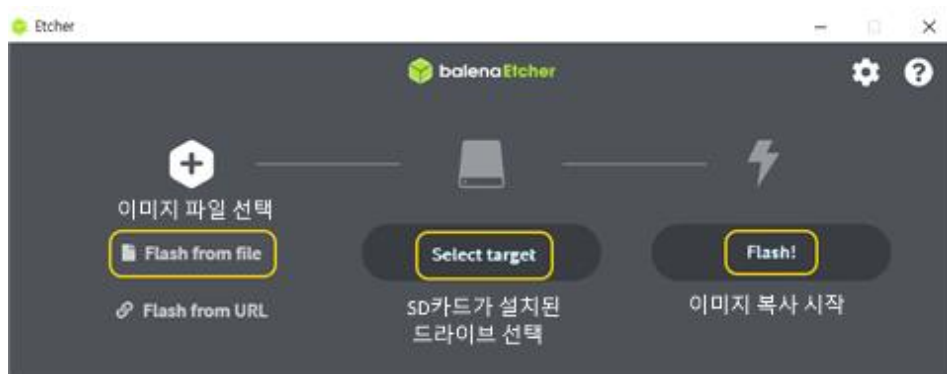 Etcher
balenaEtcher
이미지 파일 선택
Flash from file
Flash from URL
Select target
SD카드가 설치된
드라이브 선택
Flash!
이미지 복사 시작